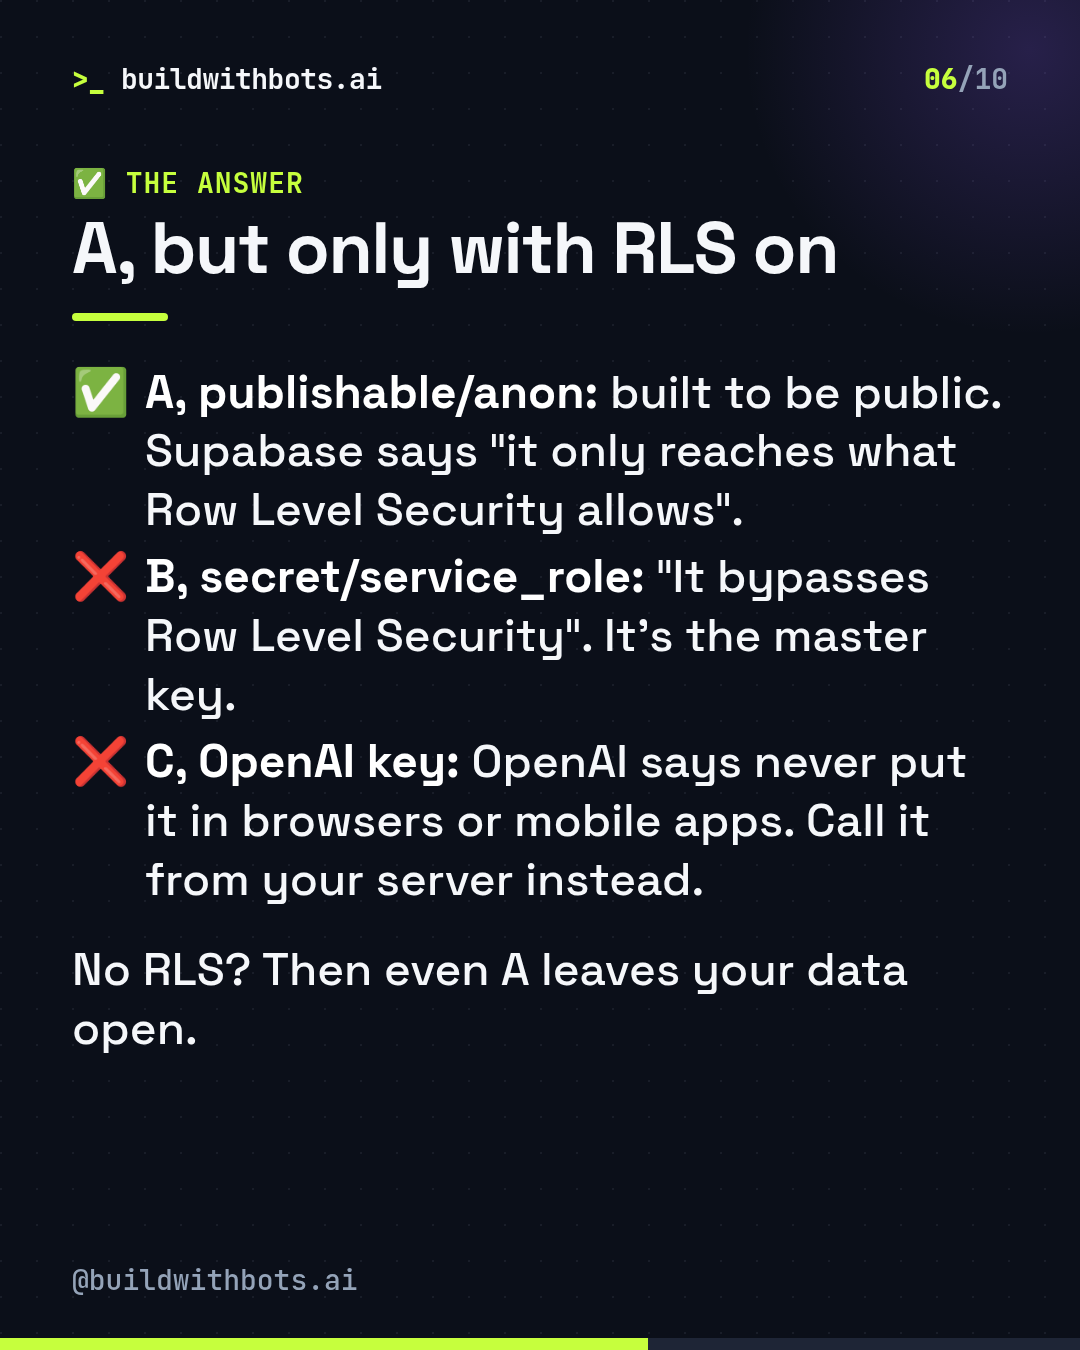 >_ buildwithbots.ai
06/10
✅ THE ANSWER
A, but only with RLS on
✅ A, publishable/anon: built to be public.
Supabase says "it only reaches what
Row Level Security allows".
❌ B, secret/service_role: "It bypasses
Row Level Security". It's the master
key.
❌ C, OpenAI key: OpenAI says never put
it in browsers or mobile apps. Call it
from your server instead.
No RLS? Then even A leaves your data
open.
@buildwithbots.ai